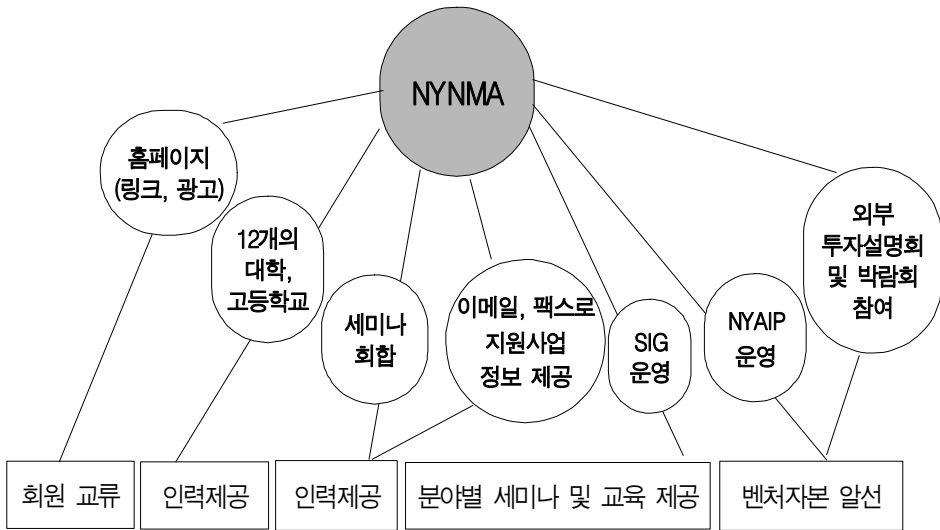 NYNMA
홈페이지
(링크, 광고)
12개의
대학,
고등학교
세미나
회합
이메일, 팩스로
지원사업
정보 제공
SIG
운영
NYAIP
운영
외부
투자설명회
및 박람회
참여
회원 교류
인력제공
인력제공
분야별 세미나 및 교육 제공
벤처자본 알선